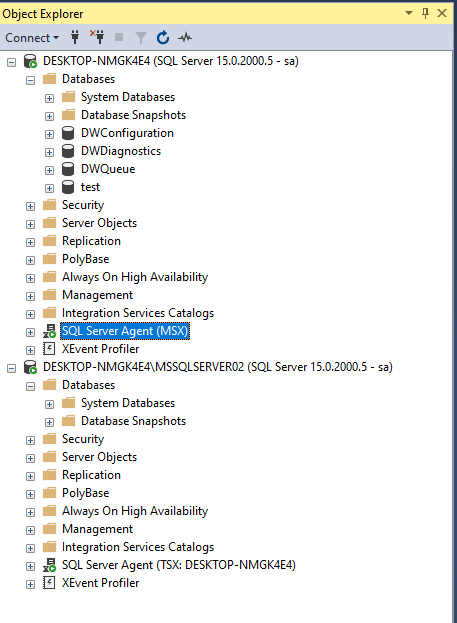 Object Explorer
Connect
DESKTOP-NMGK4E4 (SQL Server 15.0.2000.5 - sa)
Databases
System Databases
Database Snapshots
DWConfiguration
DWDiagnostics
DWQueue
test
Security
Server Objects
Replication
PolyBase
Always On High Availability
Management
Integration Services Catalogs
SQL Server Agent (MSX)
XEvent Profiler
DESKTOP-NMGK4E4\MSSQLSERVER02 (SQL Server 15.0.2000.5 - sa)
Databases
System Databases
Database Snapshots
Security
Server Objects
Replication
PolyBase
Always On High Availability
Management
Integration Services Catalogs
SQL Server Agent (TSX: DESKTOP-NMGK4E4)
XEvent Profiler